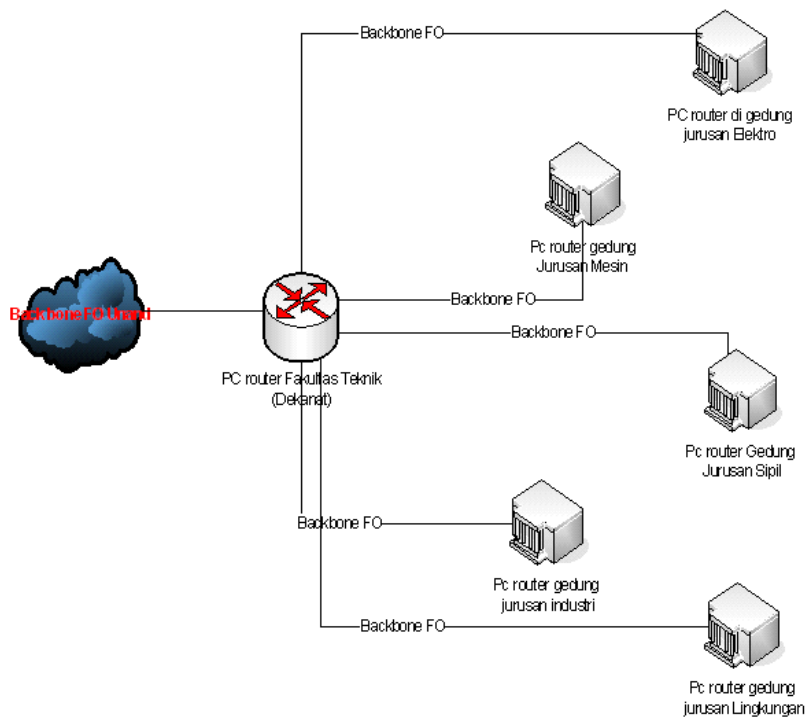 Backbone FO
PC router di gedung
jurusan Elektro
Pc router gedung
Jurusan Mesin
Backbone FO
Backbone FO Unand
Backbone FO
PC router Fakultas Teknik
(Dekanat)
Pc router Gedung
Jurusan Sipil
Backbone FO
Pc router gedung
jurusan industri
Backbone FO
Pc router gedung
jurusan Lingkungan